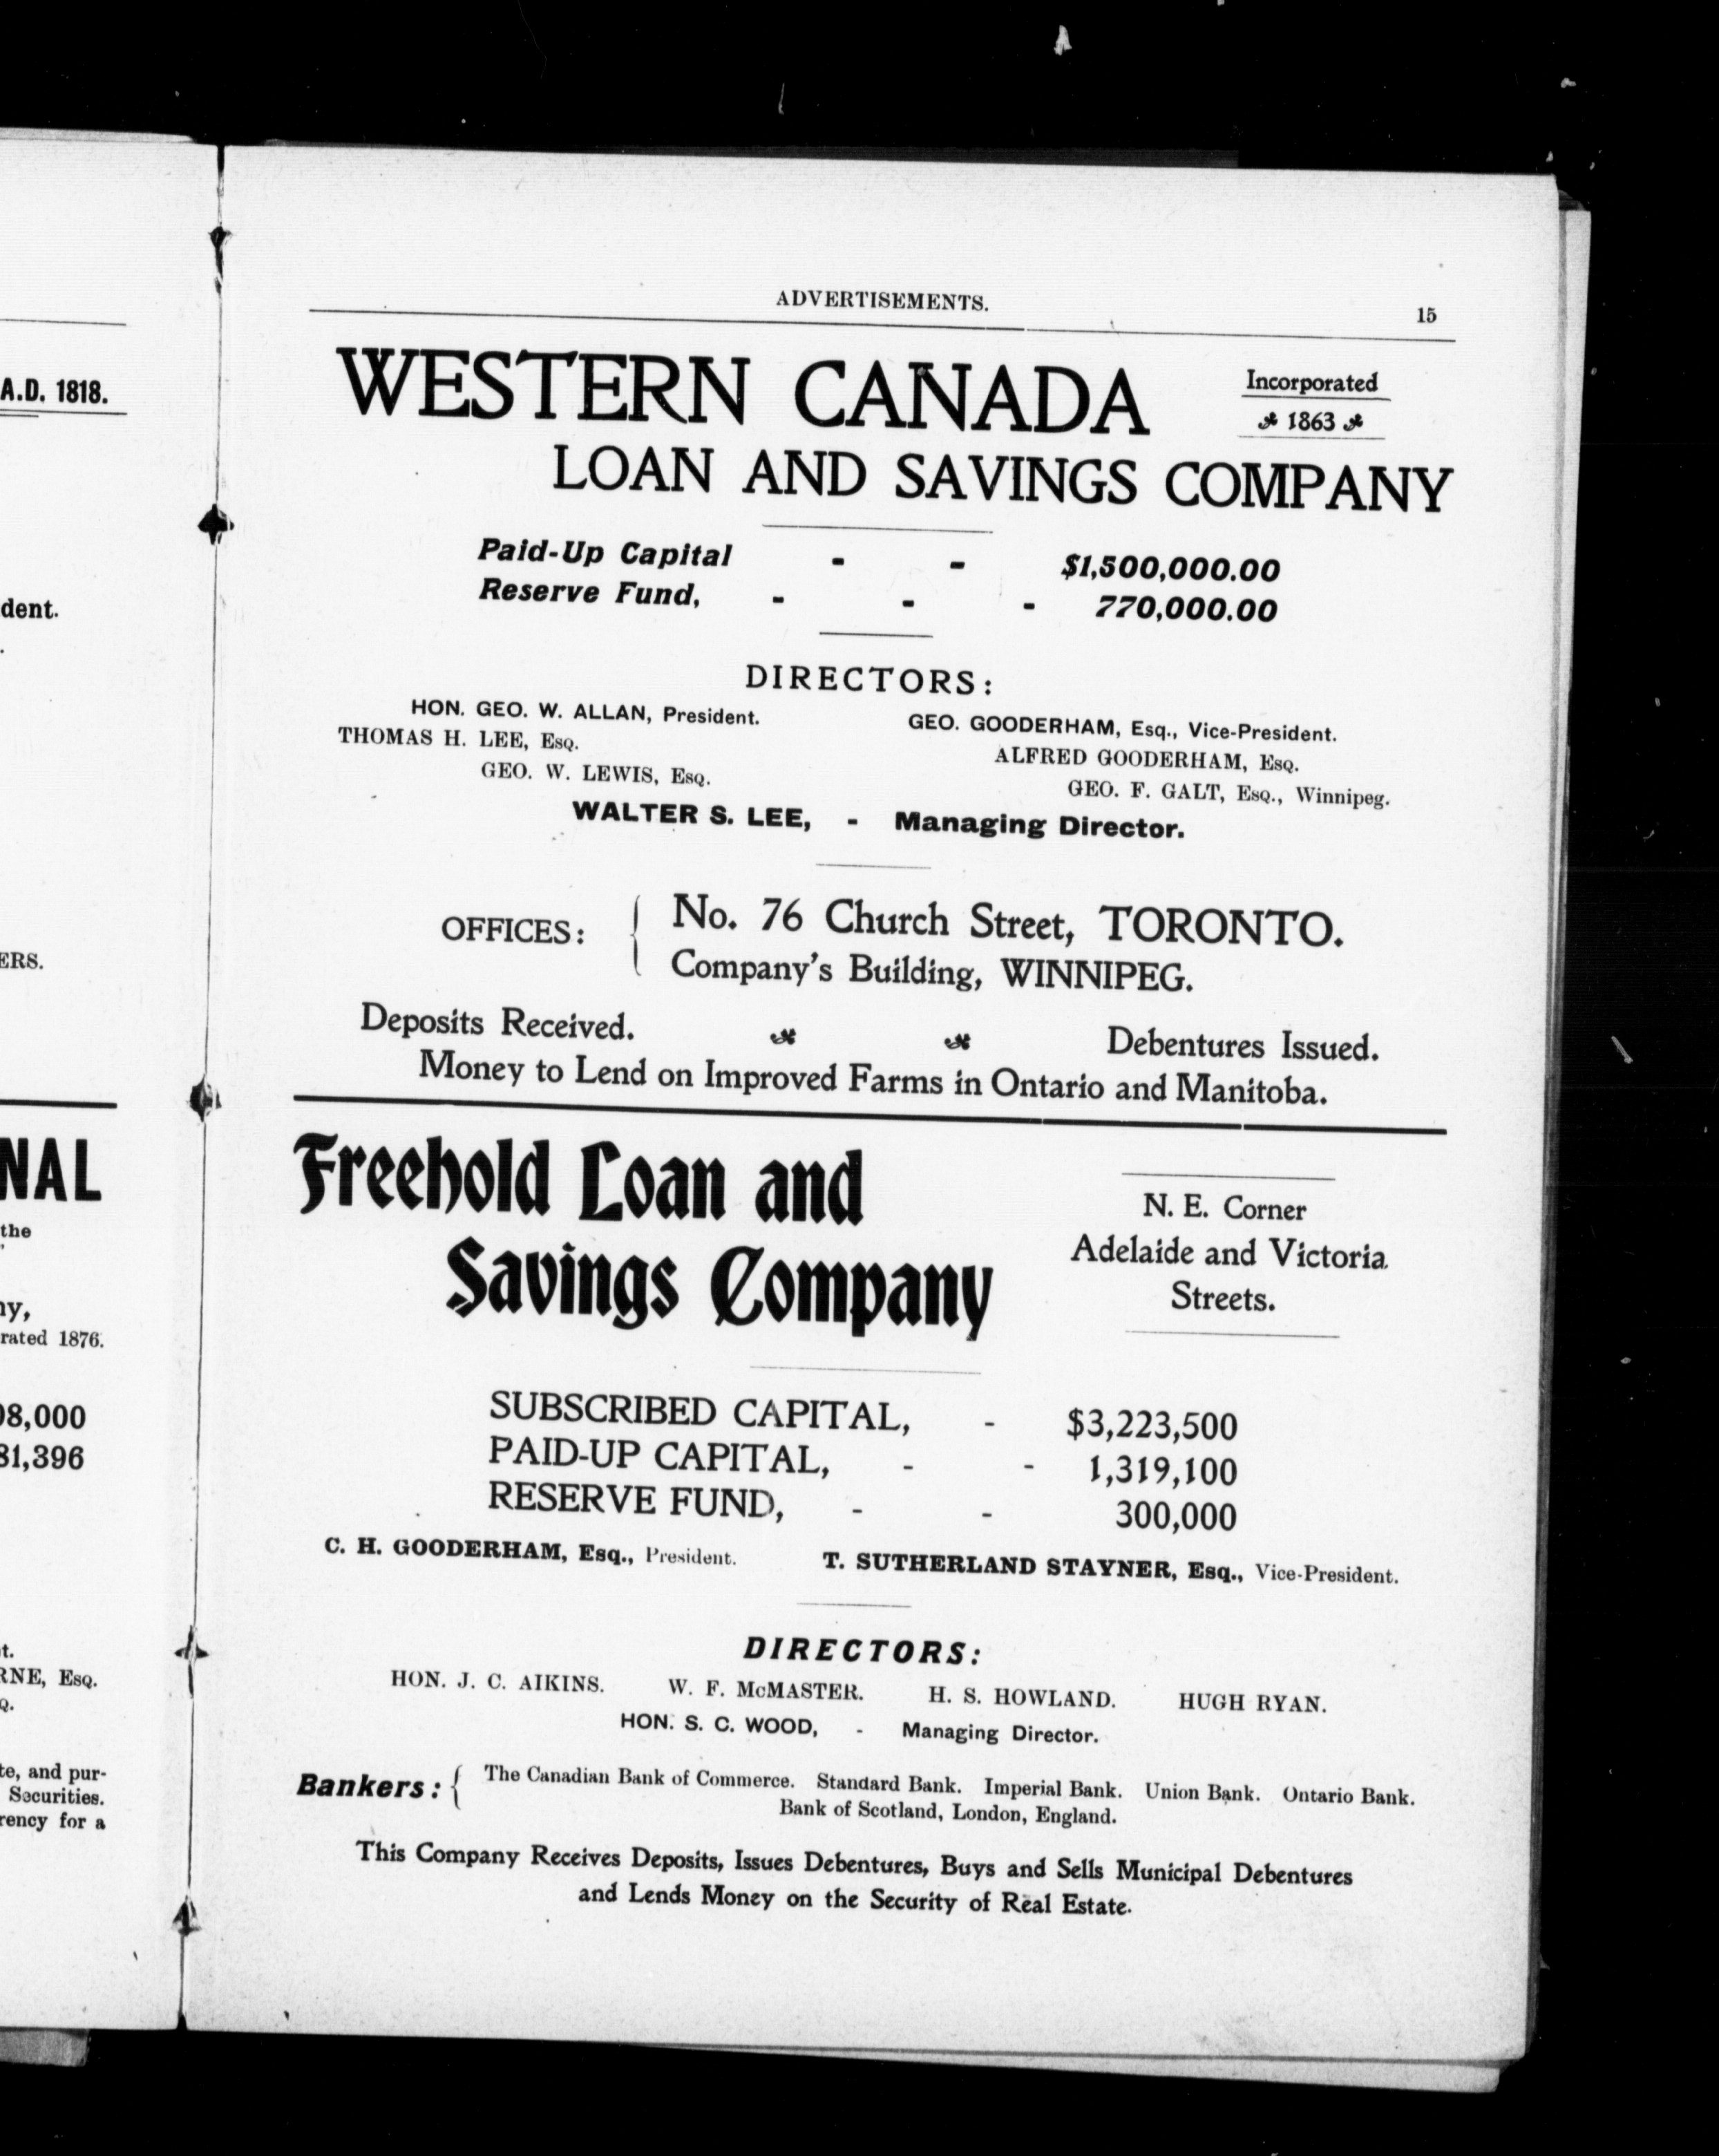 A.D. 1818.
dent.
ERS.
NAL
the
ny,
rated 1876.
98,000
81,396
t.
RNE, Esq.
Q.
te, and pur-
Securities.
rency for a
ADVERTISEMENTS.
15
WESTERN CANADA
Incorporated
1863
LOAN AND SAVINGS COMPANY
Paid-Up Capital - - $1,500,000.00
Reserve Fund, - - - 770,000.00
DIRECTORS:
HON. GEO. W. ALLAN, President. GEO. GOODERHAM, Esq., Vice-President.
THOMAS H. LEE, Esq. ALFRED GOODERHAM, Esq.
GEO. W. LEWIS, Esq. GEO. F. GALT, Esq., Winnipeg.
WALTER S. LEE, - Managing Director.
OFFICES: { No. 76 Church Street, TORONTO.
Company's Building, WINNIPEG.
Deposits Received. Debentures Issued.
Money to Lend on Improved Farms in Ontario and Manitoba.
Freehold Loan and
Savings Company
N. E. Corner
Adelaide and Victoria
Streets.
SUBSCRIBED CAPITAL, - $3,223,500
PAID-UP CAPITAL, - - 1,319,100
RESERVE FUND, - - 300,000
C. H. GOODERHAM, Esq., President. T. SUTHERLAND STAYNER, Esq., Vice-President.
DIRECTORS:
HON. J. C. AIKINS. W. F. McMASTER. H. S. HOWLAND. HUGH RYAN.
HON. S. C. WOOD, - Managing Director.
Bankers: { The Canadian Bank of Commerce. Standard Bank. Imperial Bank. Union Bank. Ontario Bank.
Bank of Scotland, London, England.
This Company Receives Deposits, Issues Debentures, Buys and Sells Municipal Debentures
and Lends Money on the Security of Real Estate.